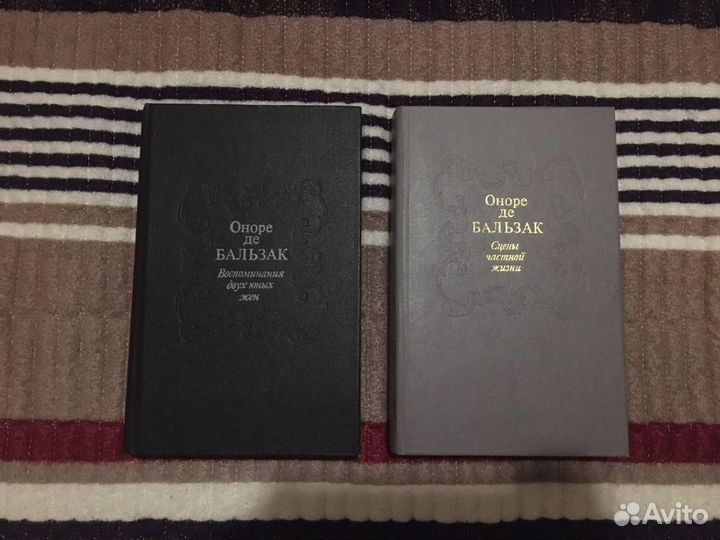 Оноре
де
БАЛЬЗАК
Воспоминания
двух юных
жен
Оноре
де
БАЛЬЗАК
Сцены
частной
жизни
Avito